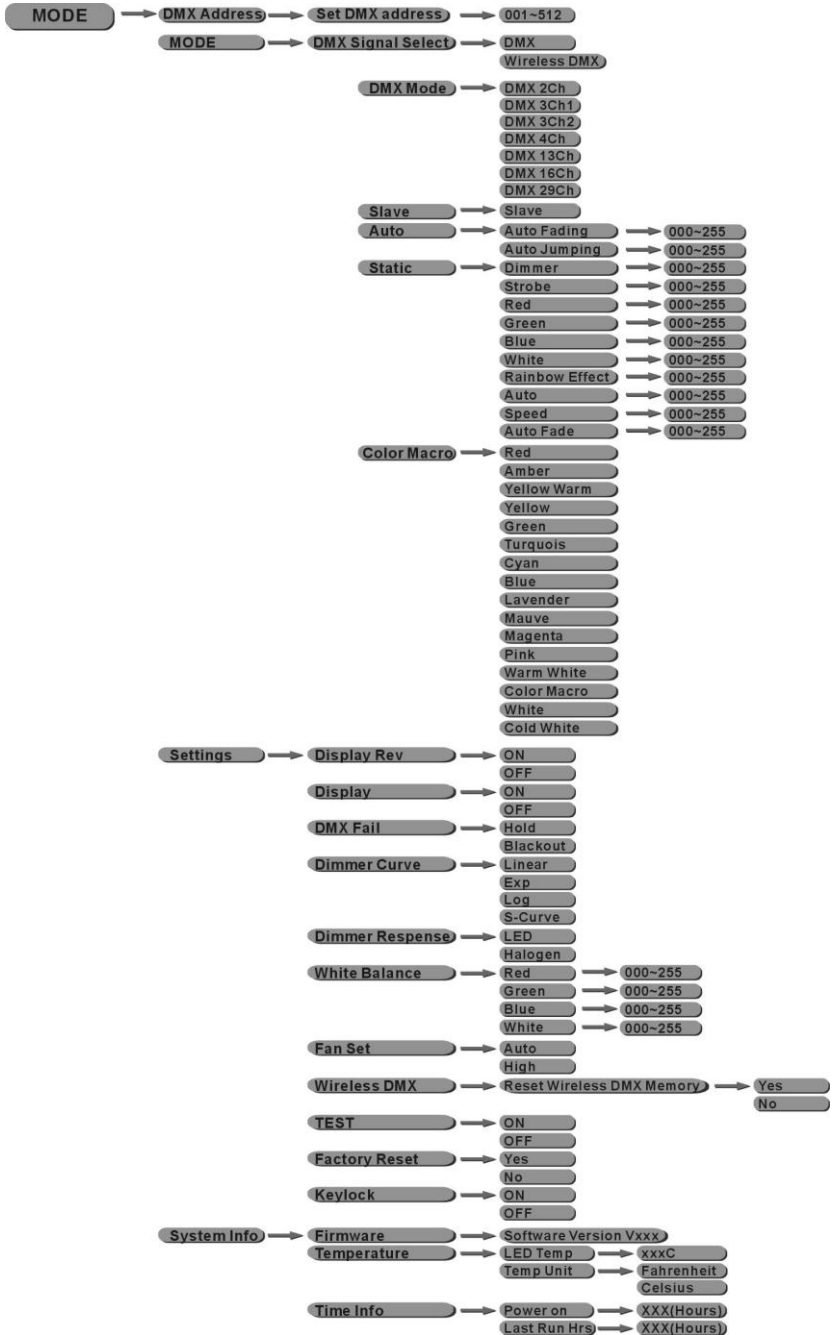 MODE DMX Address Set DMX address 001~512
MODE DMX Signal Select DMX
Wireless DMX
DMX Mode DMX 2Ch
DMX 3Ch1
DMX 3Ch2
DMX 4Ch
DMX 13Ch
DMX 16Ch
DMX 29Ch
Slave Slave
Auto Auto Fading 000~255
Auto Jumping 000~255
Static Dimmer 000~255
Strobe 000~255
Red 000~255
Green 000~255
Blue 000~255
White 000~255
Rainbow Effect 000~255
Auto 000~255
Speed 000~255
Auto Fade 000~255
Color Macro Red
Amber
Yellow Warm
Yellow
Green
Turquois
Cyan
Blue
Lavender
Mauve
Magenta
Pink
Warm White
Color Macro
White
Cold White
Settings Display Rev ON
OFF
Display ON
OFF
DMX Fail Hold
Blackout
Dimmer Curve Linear
Exp
Log
S-Curve
Dimmer Respense LED
Halogen
White Balance Red 000~255
Green 000~255
Blue 000~255
White 000~255
Fan Set Auto
High
Wireless DMX Reset Wireless DMX Memory Yes
No
TEST ON
OFF
Factory Reset Yes
No
Keylock ON
OFF
System Info Firmware Software Version Vxxx
Temperature LED Temp xxxC
Temp Unit Fahrenheit
Celsius
Time Info Power on XXX(Hours)
Last Run Hrs XXX(Hours)